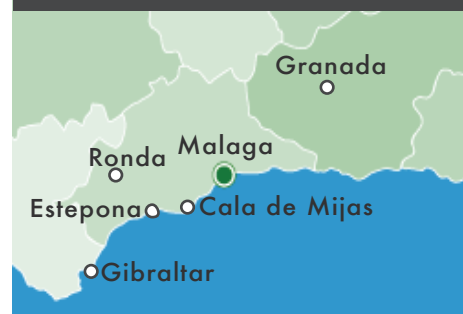 Granada
Malaga
Ronda
Estepona
Cala de Mijas
Gibraltar